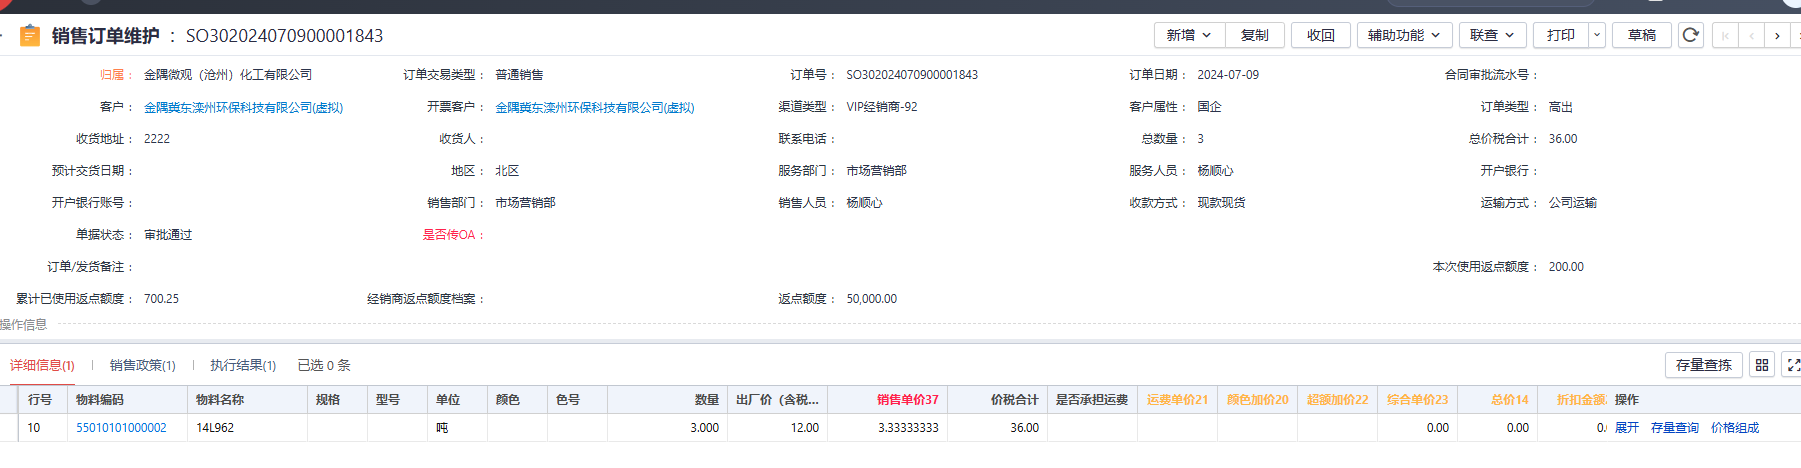 销售订单维护 : SO302024070900001843 新增 复制 收回 辅助功能 联查 打印 草稿
归属: 金隅微观（沧州）化工有限公司 订单交易类型: 普通销售 订单号: SO302024070900001843 订单日期: 2024-07-09 合同审批流水号:
客户: 金隅冀东滦州环保科技有限公司(虚拟) 开票客户: 金隅冀东滦州环保科技有限公司(虚拟) 渠道类型: VIP经销商-92 客户属性: 国企 订单类型: 高出
收货地址: 2222 收货人: 联系电话: 总数量: 3 总价税合计: 36.00
预计交货日期: 地区: 北区 服务部门: 市场营销部 服务人员: 杨顺心 开户银行:
开户银行账号: 销售部门: 市场营销部 销售人员: 杨顺心 收款方式: 现款现货 运输方式: 公司运输
单据状态: 审批通过 是否传OA:
订单/发货备注: 本次使用返点额度: 200.00
累计已使用返点额度: 700.25 经销商返点额度档案: 返点额度: 50,000.00
操作信息
详细信息(1) 销售政策(1) 执行结果(1) 已选 0 条 存量查拣
行号 物料编码 物料名称 规格 型号 单位 颜色 色号 数量 出厂价（含税... 销售单价37 价税合计 是否承担运费 运费单价21 颜色加价20 超额加价22 综合单价23 总价14 折扣金额 操作
10 55010101000002 14L962 吨 3.000 12.00 3.33333333 36.00 0.00 0.00 展开 存量查询 价格组成